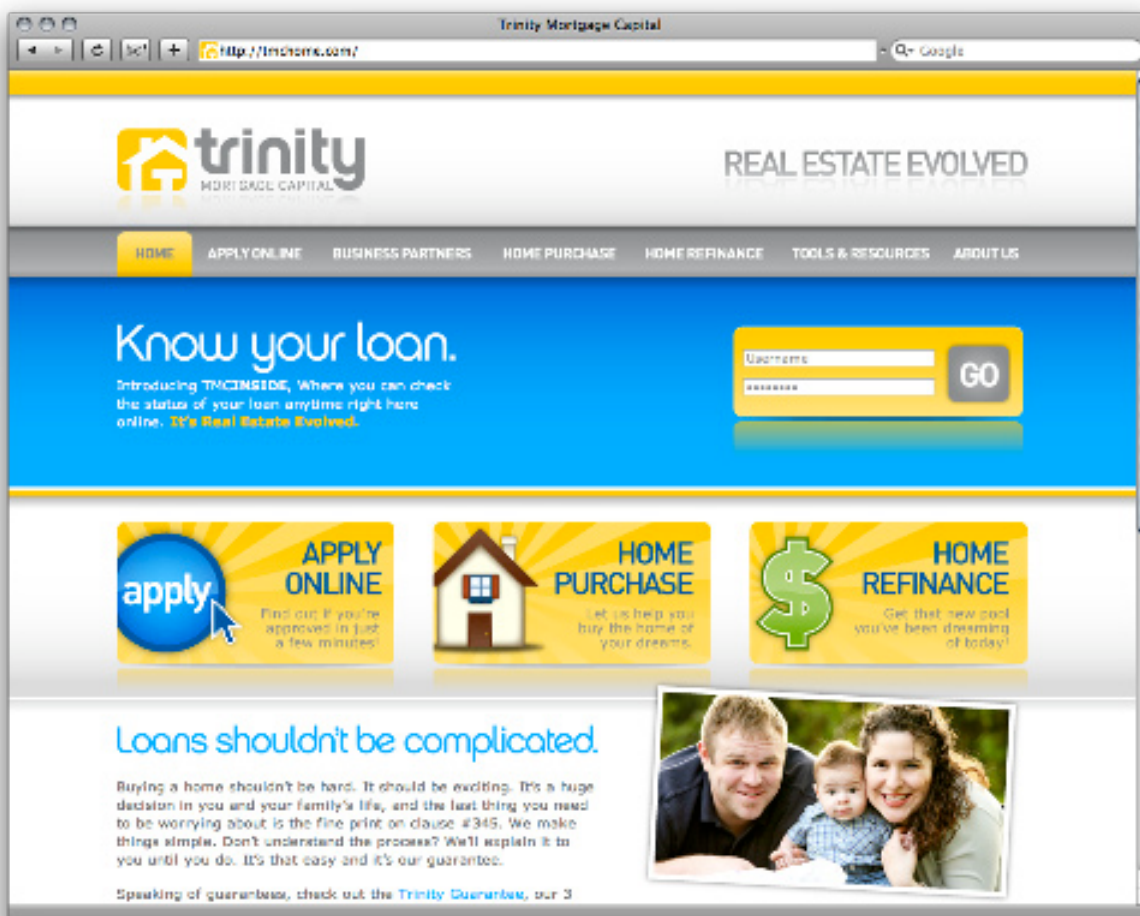 Trinity Mortgage Capital
http://tmchome.com/
Google
trinity
MORTGAGE CAPITAL
REAL ESTATE EVOLVED
HOME APPLY ONLINE BUSINESS PARTNERS HOME PURCHASE HOME REFINANCE TOOLS & RESOURCES ABOUT US
Know your loan.
Introducing TMCINSIDE, Where you can check
the status of your loan anytime right here
online. It's Real Estate Evolved.
Username
********
GO
apply
APPLY
ONLINE
Find out if you're
approved in just
a few minutes!
HOME
PURCHASE
Let us help you
buy the home of
your dreams.
HOME
REFINANCE
Get that new pool
you've been dreaming
of today!
Loans shouldn't be complicated.
Buying a home shouldn't be hard. It should be exciting. It's a huge
decision in you and your family's life, and the last thing you need
to be worrying about is the fine print on clause #345. We make
things simple. Don't understand the process? We'll explain it to
you until you do. It's that easy and it's our guarantee.
Speaking of guarantees, check out the Trinity Guarantee, our 3